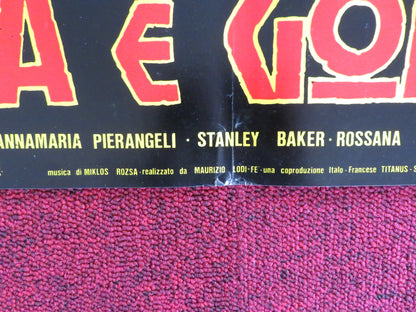 A E GO
ANNAMARIA PIERANGELI · STANLEY BAKER · ROSSANA
musica di MIKLOS ROZSA · realizzato da MAURIZIO LODI-FE · una coproduzione Italo - Francese TITANUS - S